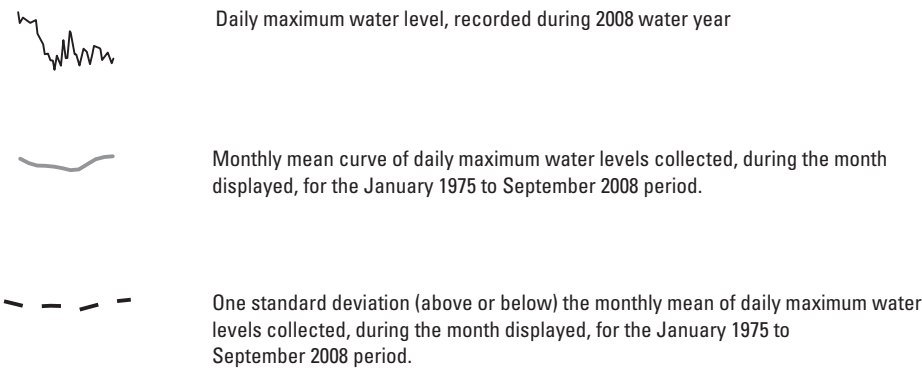 Daily maximum water level, recorded during 2008 water year
Monthly mean curve of daily maximum water levels collected, during the month
displayed, for the January 1975 to September 2008 period.
One standard deviation (above or below) the monthly mean of daily maximum water
levels collected, during the month displayed, for the January 1975 to
September 2008 period.